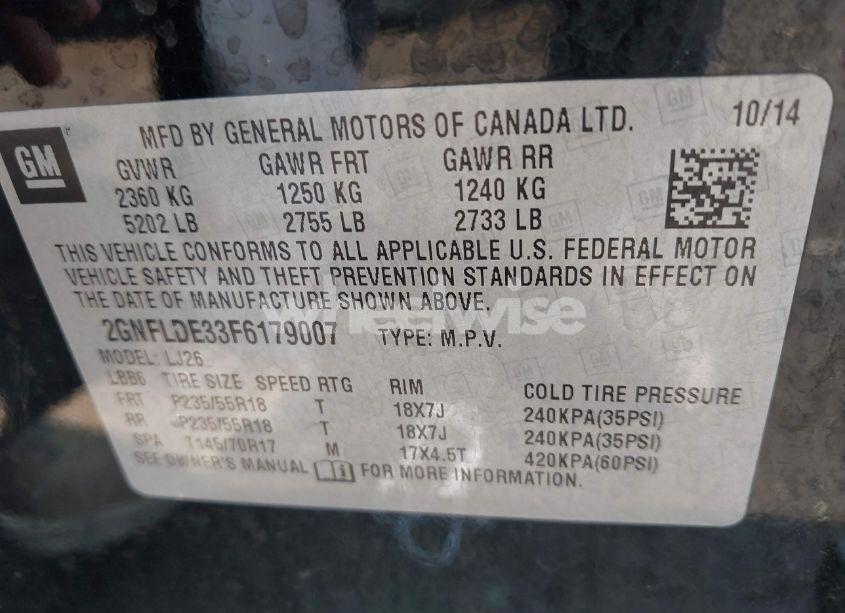 MFD BY GENERAL MOTORS OF CANADA LTD. 10/14
GM
GVWR GAWR FRT GAWR RR
2360 KG 1250 KG 1240 KG
5202 LB 2755 LB 2733 LB
THIS VEHICLE CONFORMS TO ALL APPLICABLE U.S. FEDERAL MOTOR
VEHICLE SAFETY AND THEFT PREVENTION STANDARDS IN EFFECT ON
THE DATE OF MANUFACTURE SHOWN ABOVE.
wheelwise
2GNFLDE33F6179007 TYPE: M.P.V.
MODEL: LJ26
LBB6 TIRE SIZE SPEED RTG RIM COLD TIRE PRESSURE
FRT P235/55R18 T 18X7J 240KPA(35PSI)
RR P235/55R18 T 18X7J 240KPA(35PSI)
SPA T145/70R17 M 17X4.5T 420KPA(60PSI)
SEE OWNER'S MANUAL FOR MORE INFORMATION.